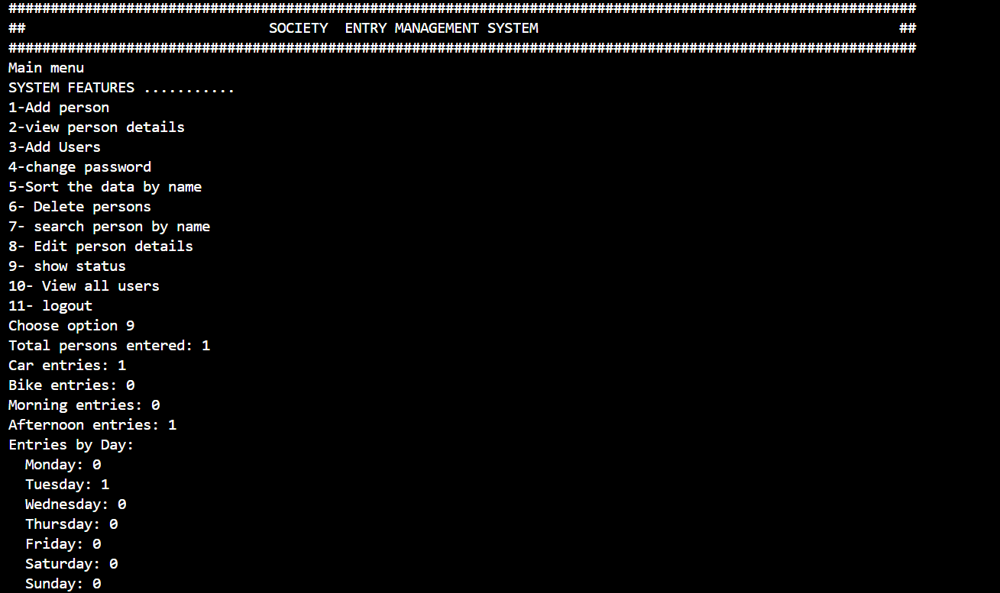 ############################################################################################################
##                             SOCIETY  ENTRY MANAGEMENT SYSTEM                                           ##
############################################################################################################
Main menu
SYSTEM FEATURES ...........
1-Add person
2-view person details
3-Add Users
4-change password
5-Sort the data by name
6- Delete persons
7- search person by name
8- Edit person details
9- show status
10- View all users
11- logout
Choose option 9
Total persons entered: 1
Car entries: 1
Bike entries: 0
Morning entries: 0
Afternoon entries: 1
Entries by Day:
  Monday: 0
  Tuesday: 1
  Wednesday: 0
  Thursday: 0
  Friday: 0
  Saturday: 0
  Sunday: 0